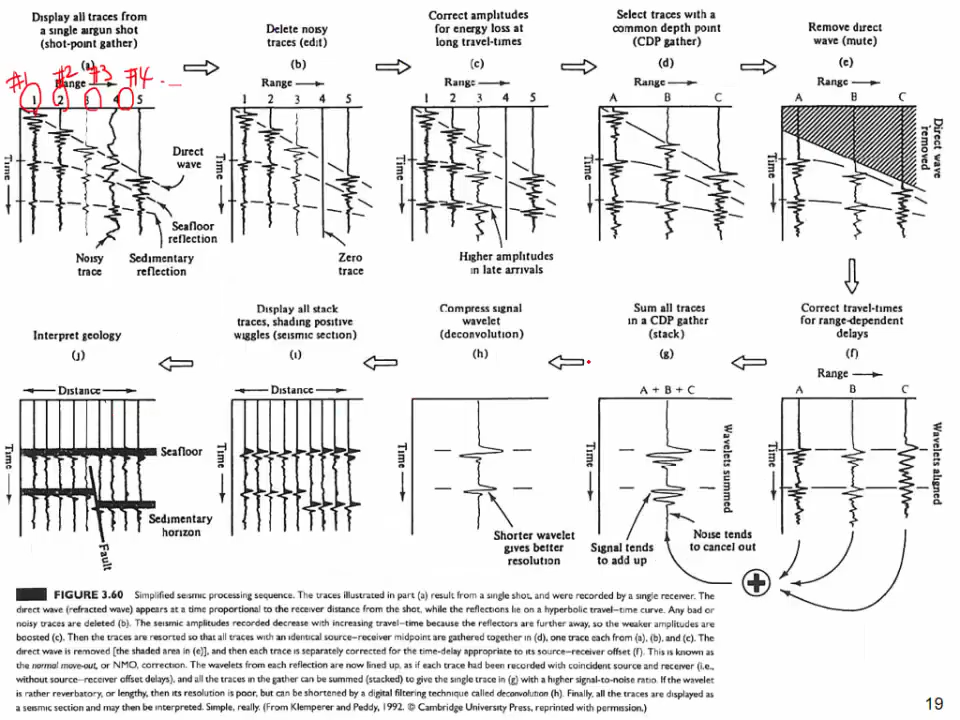 Display all traces from
a single airgun shot
(shot-point gather)
(a)
#1 #2 #3 #4
Range
1 2 3 4 5
Time
Direct
wave
Seafloor
reflection
Noisy
trace
Sedimentary
reflection
Delete noisy
traces (edit)
(b)
Range
1 2 3 4 5
Time
Zero
trace
Correct amplitudes
for energy loss at
long travel-times
(c)
Range
1 2 3 4 5
Time
Higher amplitudes
in late arrivals
Select traces with a
common depth point
(CDP gather)
(d)
Range
A B C
Time
Remove direct
wave (mute)
(e)
Range
A B C
Time
Direct wave
removed
Interpret geology
(j)
Distance
Time
Seafloor
Sedimentary
horizon
Fault
Display all stack
traces, shading positive
wiggles (seismic section)
(i)
Distance
Time
Compress signal
wavelet
(deconvolution)
(h)
Time
Shorter wavelet
gives better
resolution
Sum all traces
in a CDP gather
(stack)
(g)
A + B + C
Time
Wavelets summed
Signal tends
to add up
Noise tends
to cancel out
Correct travel-times
for range-dependent
delays
(f)
Range
A B C
Time
Wavelets aligned
+
FIGURE 3.60 Simplified seismic processing sequence. The traces illustrated in part (a) result from a single shot, and were recorded by a single receiver. The
direct wave (refracted wave) appears at a time proportional to the receiver distance from the shot, while the reflections lie on a hyperbolic travel-time curve. Any bad or
noisy traces are deleted (b). The seismic amplitudes recorded decrease with increasing travel-time because the reflectors are further away, so the weaker amplitudes are
boosted (c). Then the traces are resorted so that all traces with an identical source–receiver midpoint are gathered together in (d), one trace each from (a), (b), and (c). The
direct wave is removed [the shaded area in (e)], and then each trace is separately corrected for the time-delay appropriate to its source–receiver offset (f). This is known as
the normal move-out, or NMO, correction. The wavelets from each reflection are now lined up, as if each trace had been recorded with coincident source and receiver (i.e.,
without source–receiver offset delays), and all the traces in the gather can be summed (stacked) to give the single trace in (g) with a higher signal-to-noise ratio. If the wavelet
is rather reverbatory, or lengthy, then its resolution is poor, but can be shortened by a digital filtering technique called deconvolution (h). Finally, all the traces are displayed as
a seismic section and may then be interpreted. Simple, really. (From Klemperer and Peddy, 1992. © Cambridge University Press, reprinted with permission.)
19